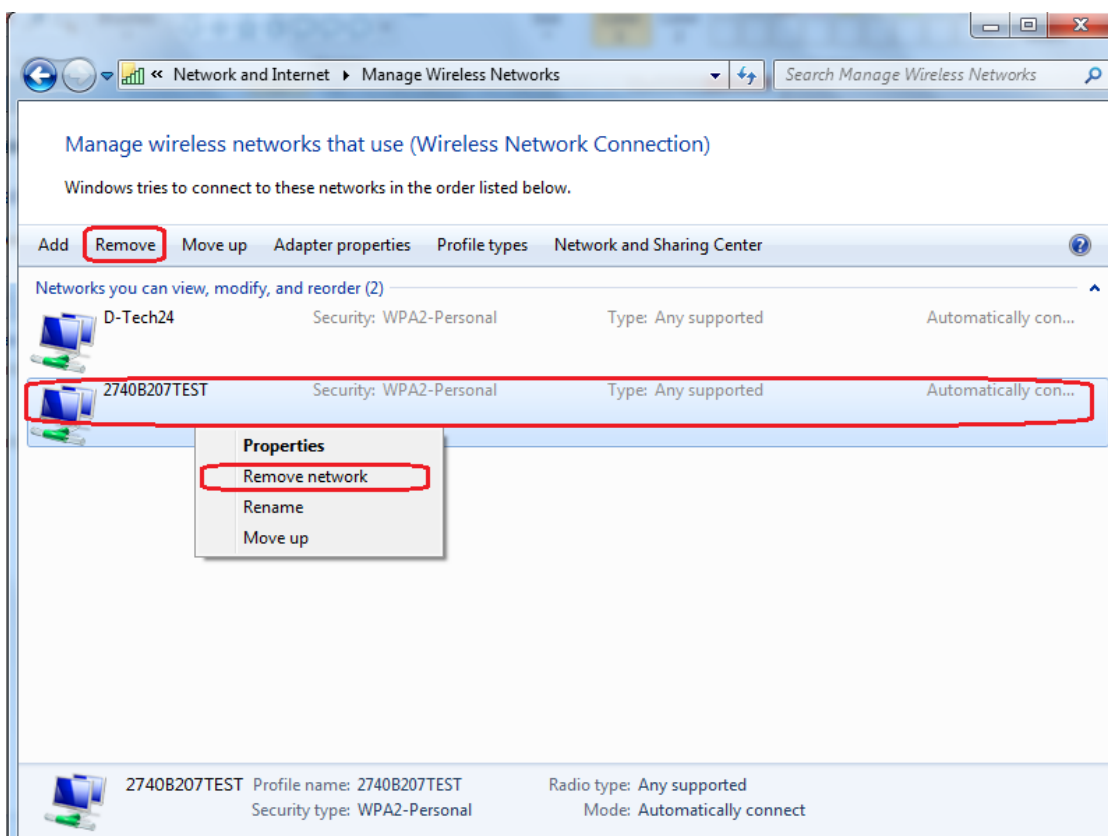 « Network and Internet ▸ Manage Wireless Networks Search Manage Wireless Networks
Manage wireless networks that use (Wireless Network Connection)
Windows tries to connect to these networks in the order listed below.
Add Remove Move up Adapter properties Profile types Network and Sharing Center
Networks you can view, modify, and reorder (2)
D-Tech24 Security: WPA2-Personal Type: Any supported Automatically con...
2740B207TEST Security: WPA2-Personal Type: Any supported Automatically con...
Properties
Remove network
Rename
Move up
2740B207TEST Profile name: 2740B207TEST Radio type: Any supported
Security type: WPA2-Personal Mode: Automatically connect